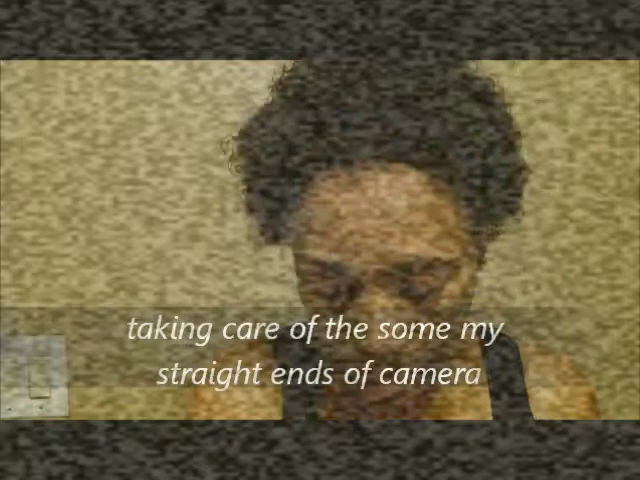 taking care of the some my
straight ends of camera